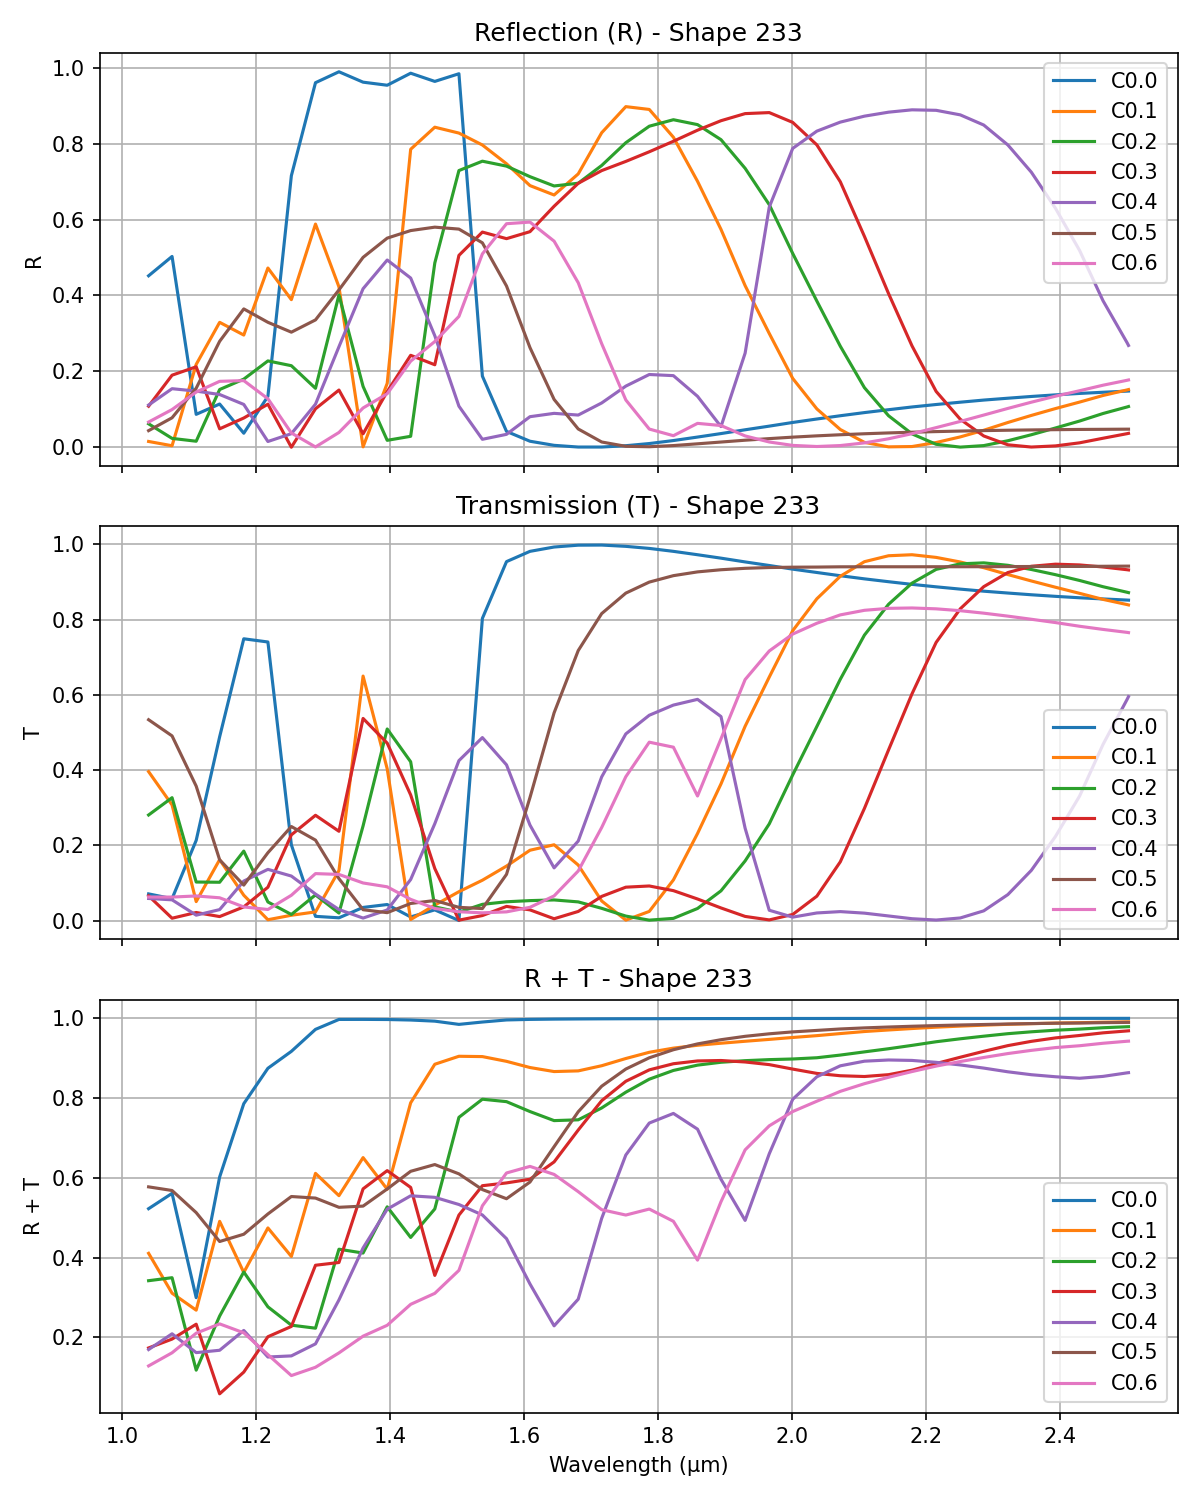 Reflection (R) - Shape 233
1.0
0.8
0.6
0.4
0.2
0.0
R
C0.0
C0.1
C0.2
C0.3
C0.4
C0.5
C0.6
Transmission (T) - Shape 233
1.0
0.8
0.6
0.4
0.2
0.0
T
C0.0
C0.1
C0.2
C0.3
C0.4
C0.5
C0.6
R + T - Shape 233
1.0
0.8
0.6
0.4
0.2
R + T
C0.0
C0.1
C0.2
C0.3
C0.4
C0.5
C0.6
1.0 1.2 1.4 1.6 1.8 2.0 2.2 2.4
Wavelength (μm)